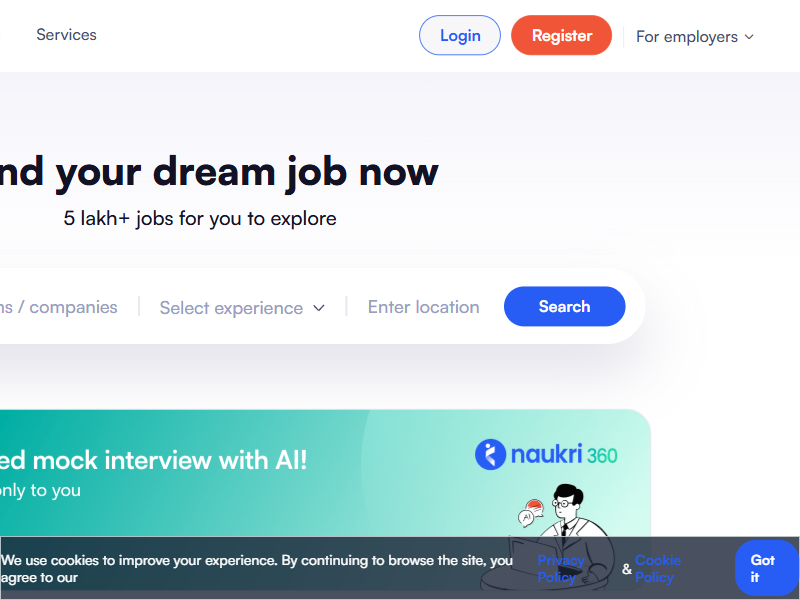 Services
Login
Register
For employers
nd your dream job now
5 lakh+ jobs for you to explore
ns / companies
Select experience
Enter location
Search
ed mock interview with AI!
only to you
naukri 360
AI
We use cookies to improve your experience. By continuing to browse the site, you
agree to our
Privacy
Policy
&
Cookie
Policy
Got
it